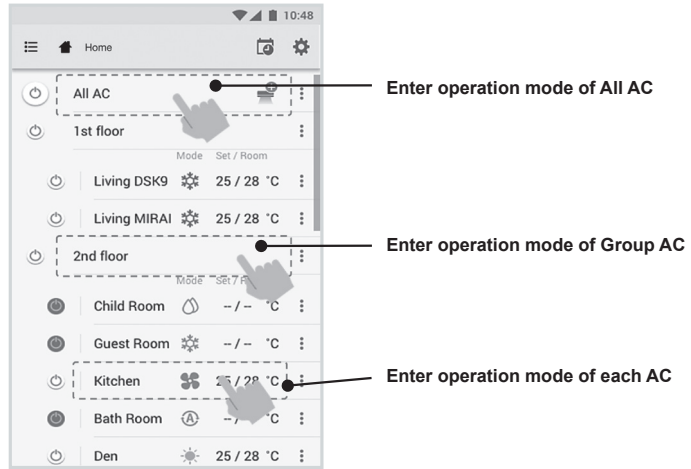 10:48
Home
All AC
Enter operation mode of All AC
1st floor
Mode Set / Room
Living DSK9 25 / 28 °C
Living MIRAI 25 / 28 °C
Enter operation mode of Group AC
2nd floor
Mode Set /
Child Room -- / -- °C
Guest Room -- / -- °C
Enter operation mode of each AC
Kitchen 25 / 28 °C
Bath Room A -- / °C
Den 25 / 28 °C